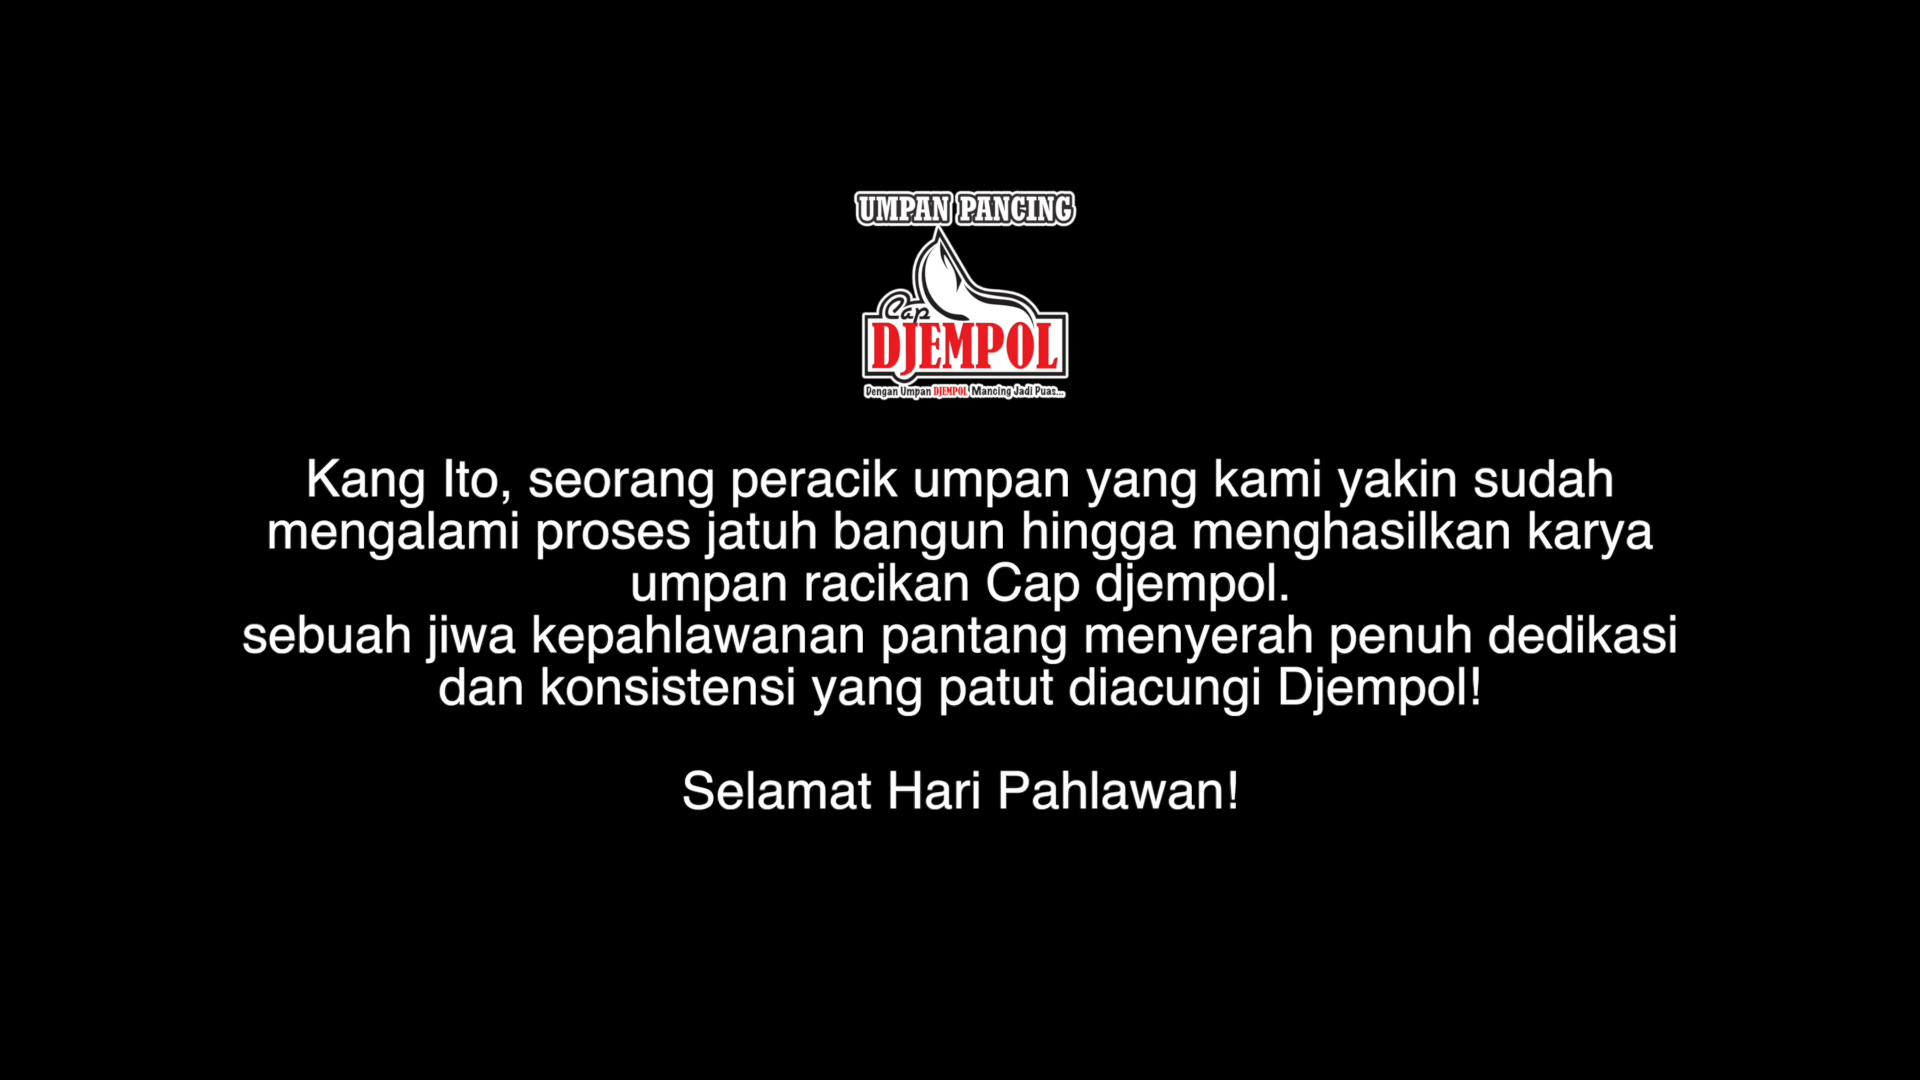 UMPAN PANCING
Cap
DJEMPOL
Dengan Umpan DJEMPOL Mancing Jadi Puas...
Kang Ito, seorang peracik umpan yang kami yakin sudah
mengalami proses jatuh bangun hingga menghasilkan karya
umpan racikan Cap djempol.
sebuah jiwa kepahlawanan pantang menyerah penuh dedikasi
dan konsistensi yang patut diacungi Djempol!
Selamat Hari Pahlawan!